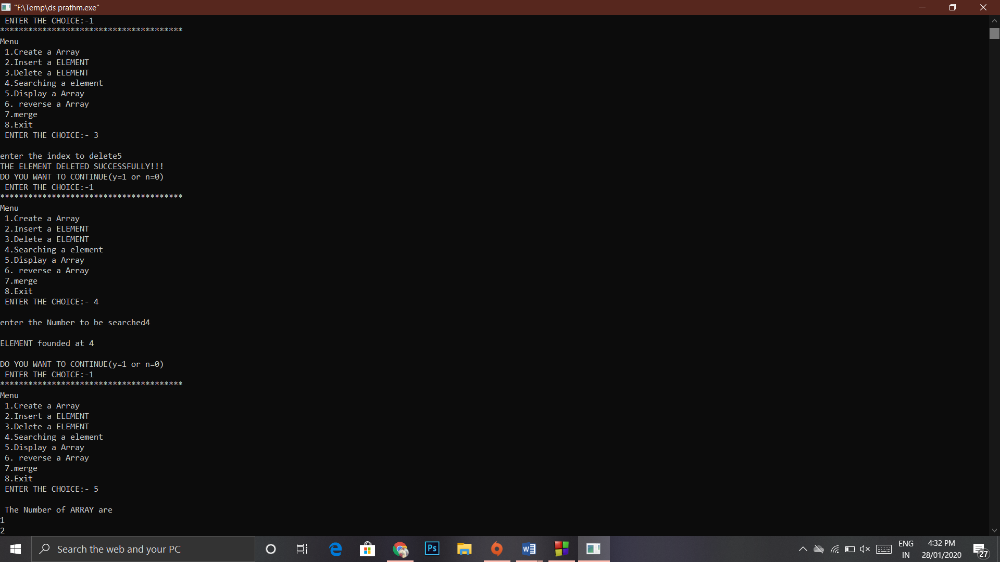 "F:\Temp\ds prathm.exe"
ENTER THE CHOICE:-1
***************************************
Menu
1.Create a Array
2.Insert a ELEMENT
3.Delete a ELEMENT
4.Searching a element
5.Display a Array
6. reverse a Array
7.merge
8.Exit
ENTER THE CHOICE:- 3
enter the index to delete5
THE ELEMENT DELETED SUCCESSFULLY!!!
DO YOU WANT TO CONTINUE(y=1 or n=0)
ENTER THE CHOICE:-1
***************************************
Menu
1.Create a Array
2.Insert a ELEMENT
3.Delete a ELEMENT
4.Searching a element
5.Display a Array
6. reverse a Array
7.merge
8.Exit
ENTER THE CHOICE:- 4
enter the Number to be searched4
ELEMENT founded at 4
DO YOU WANT TO CONTINUE(y=1 or n=0)
ENTER THE CHOICE:-1
***************************************
Menu
1.Create a Array
2.Insert a ELEMENT
3.Delete a ELEMENT
4.Searching a element
5.Display a Array
6. reverse a Array
7.merge
8.Exit
ENTER THE CHOICE:- 5
The Number of ARRAY are
1
2
Search the web and your PC
Ps
W
ENG
IN
4:32 PM
28/01/2020
27